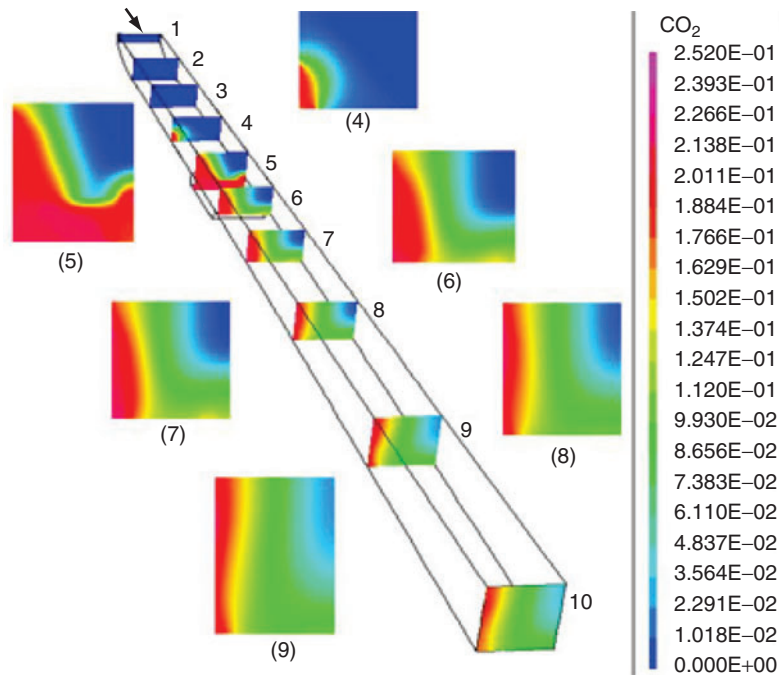 1
2
3
4
5
6
7
8
9
10
(4)
(5)
(6)
(7)
(8)
(9)
CO2
2.520E–01
2.393E–01
2.266E–01
2.138E–01
2.011E–01
1.884E–01
1.766E–01
1.629E–01
1.502E–01
1.374E–01
1.247E–01
1.120E–01
9.930E–02
8.656E–02
7.383E–02
6.110E–02
4.837E–02
3.564E–02
2.291E–02
1.018E–02
0.000E+00